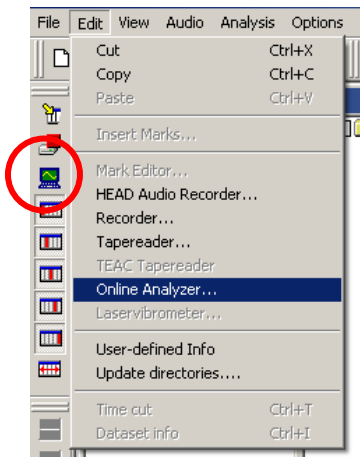 File Edit View Audio Analysis Options
Cut Ctrl+X
Copy Ctrl+C
Paste Ctrl+V
Insert Marks...
Mark Editor...
HEAD Audio Recorder...
Recorder...
Tapereader...
TEAC Tapereader
Online Analyzer...
Laservibrometer...
User-defined Info
Update directories....
Time cut Ctrl+T
Dataset info Ctrl+I